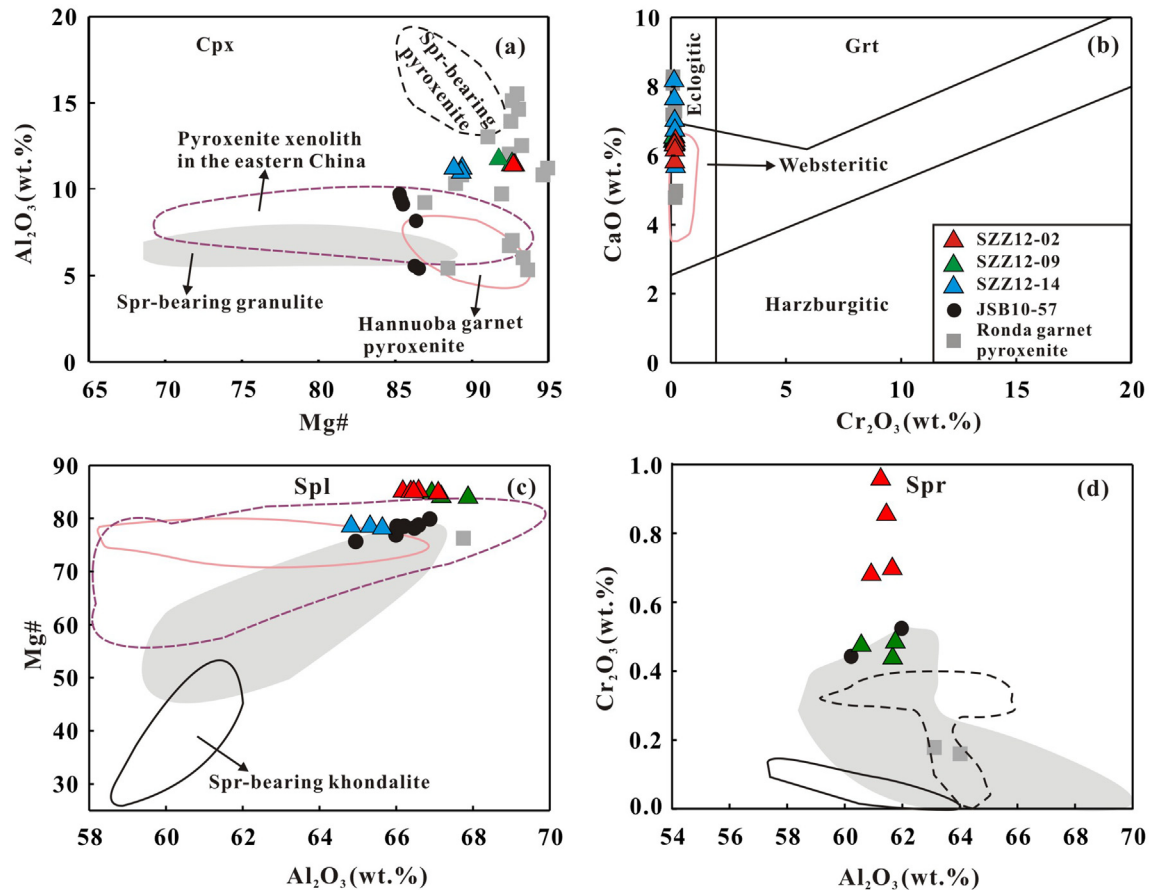 Cpx
(a)
Spr-bearing
pyroxenite
Pyroxenite xenolith
in the eastern China
Spr-bearing granulite
Hannuoba garnet
pyroxenite
Al₂O₃ (wt.%)
20
15
10
5
0
65
70
75
80
85
90
95
Mg#
Grt
(b)
Eclogitic
Websteritic
Harzburgitic
SZZ12-02
SZZ12-09
SZZ12-14
JSB10-57
Ronda garnet
pyroxenite
CaO (wt.%)
10
8
6
4
2
0
0
5
10
15
20
Cr₂O₃ (wt.%)
Spl
(c)
Spr-bearing khondalite
Mg#
90
80
70
60
50
40
30
58
60
62
64
66
68
70
Al₂O₃ (wt.%)
Spr
(d)
Cr₂O₃ (wt.%)
1.0
0.8
0.6
0.4
0.2
0.0
54
56
58
60
62
64
66
68
70
Al₂O₃ (wt.%)